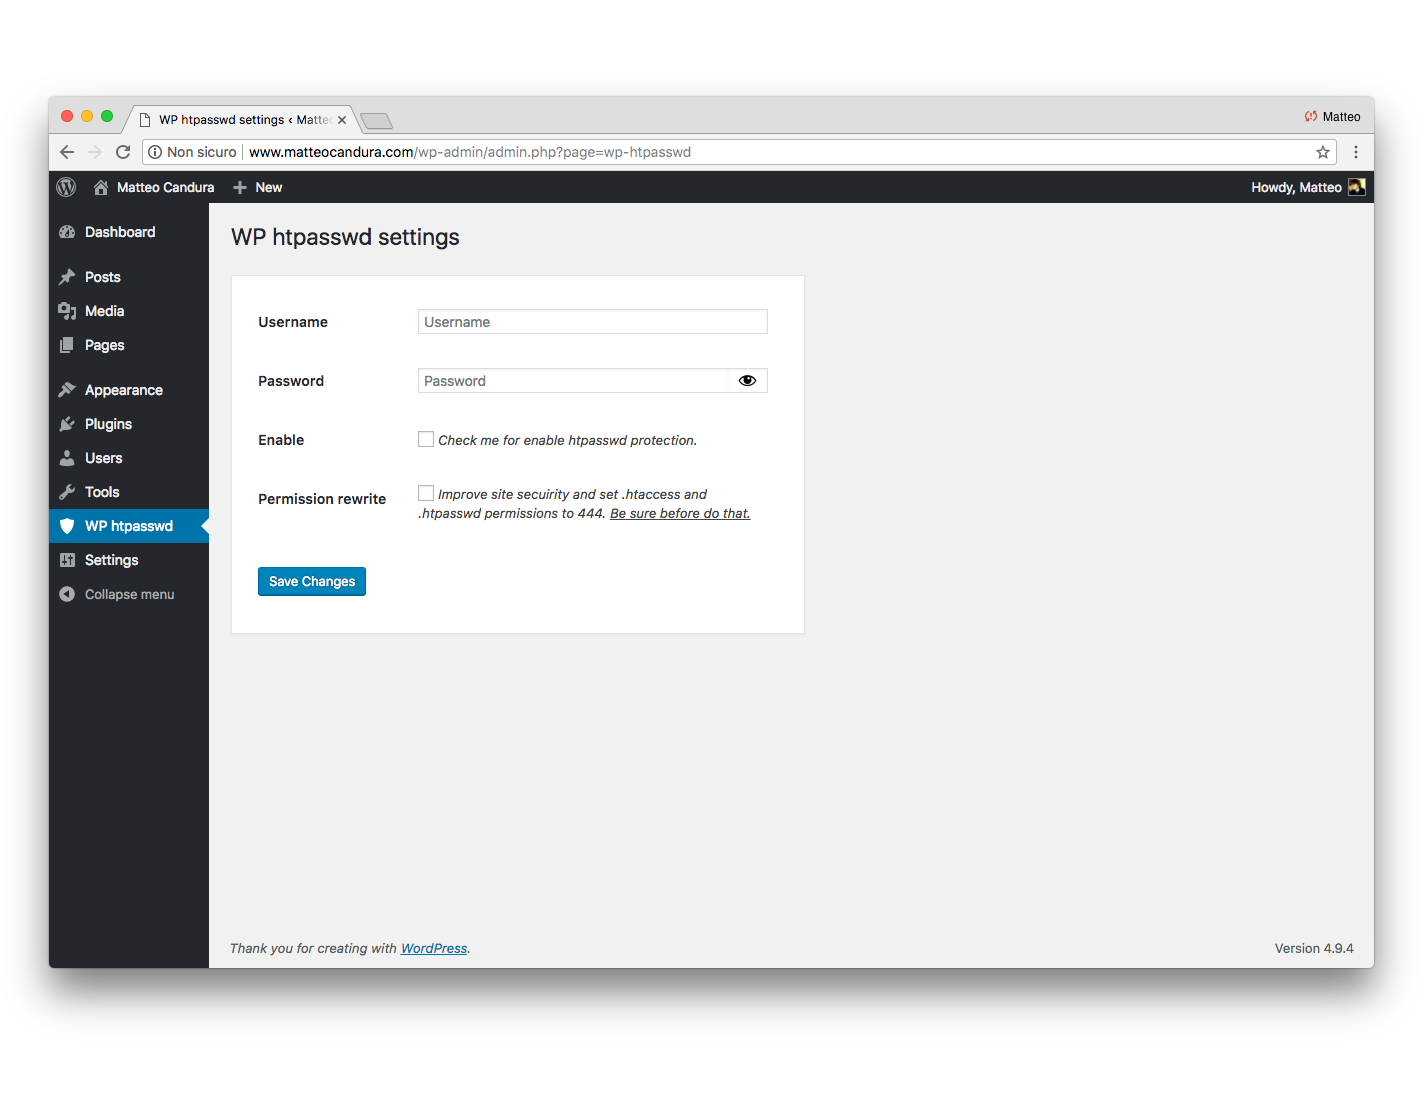 WP htpasswd settings ‹ Matte
Matteo
Non sicuro
www.matteocandura.com/wp-admin/admin.php?page=wp-htpasswd
Matteo Candura
New
Howdy, Matteo
Dashboard
Posts
Media
Pages
Appearance
Plugins
Users
Tools
WP htpasswd
Settings
Collapse menu
WP htpasswd settings
Username
Username
Password
Password
Enable
Check me for enable htpasswd protection.
Permission rewrite
Improve site secuirity and set .htaccess and
.htpasswd permissions to 444. Be sure before do that.
Save Changes
Thank you for creating with WordPress.
Version 4.9.4